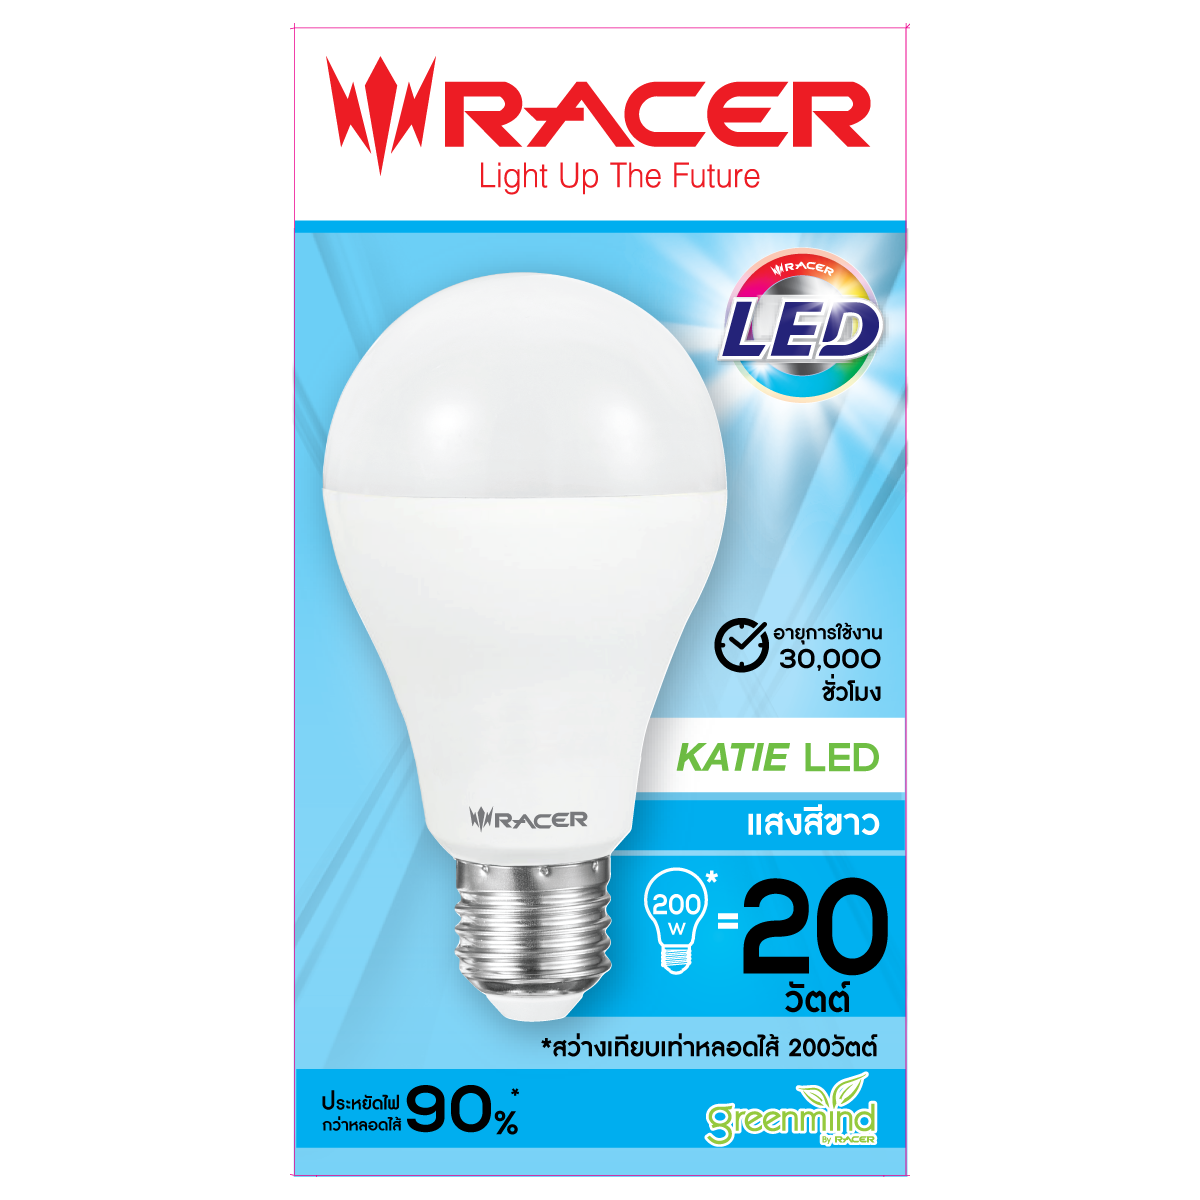 RACER
Light Up The Future
RACER
LED
อายุการใช้งาน
30,000
ชั่วโมง
KATIE LED
RACER
แสงสีขาว
200
W
*
=
20
วัตต์
*สว่างเทียบเท่าหลอดไส้ 200วัตต์
ประหยัดไฟ
กว่าหลอดไส้
90%*
greenmind
By RACER